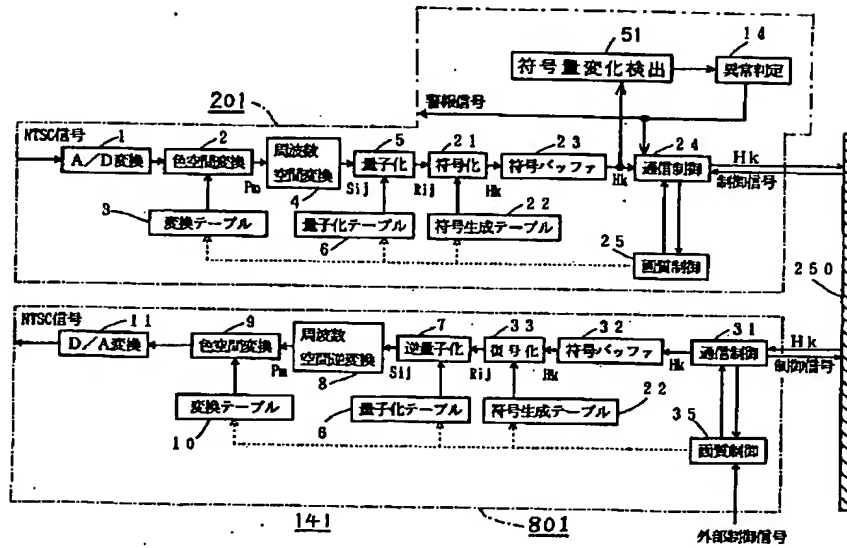 51
14
符号量変化検出
異常判定
201
警報信号
NTSC信号
1
2
5
21
23
24
A/D変換
色空間変換
周波数
空間変換
量子化
符号化
符号バッファ
通信制御
Hk
制御信号
Pm
4
Sij
Rij
Hk
Hk
3
22
変換テーブル
量子化テーブル
符号生成テーブル
6
25
画質制御
250
NTSC信号
11
9
7
33
32
31
D/A変換
色空間変換
周波数
空間逆変換
逆量子化
復号化
符号バッファ
通信制御
Hk
制御信号
Pm
8
Sij
Rij
Hk
Hk
変換テーブル
量子化テーブル
符号生成テーブル
22
10
6
35
画質制御
141
801
外部制御信号